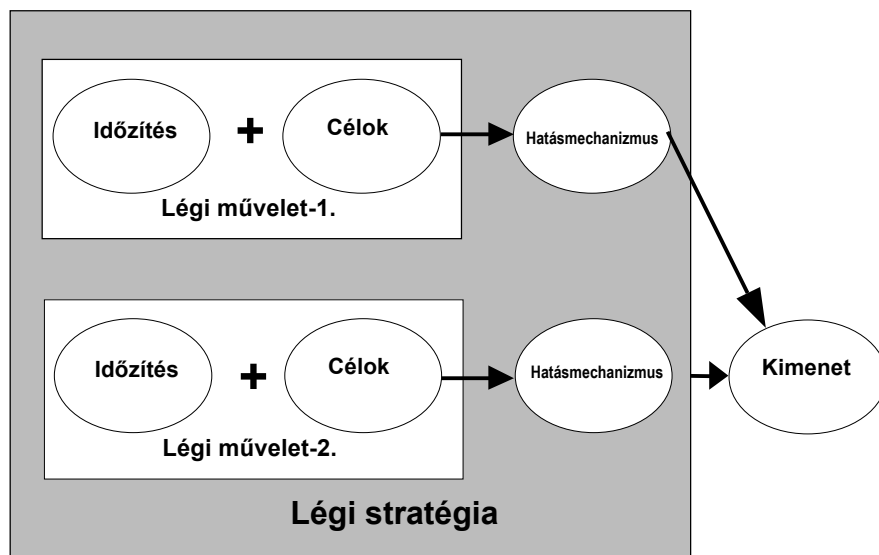 Időzítés + Célok
Hatásmechanizmus
Légi művelet-1.
Időzítés + Célok
Hatásmechanizmus
Kimenet
Légi művelet-2.
Légi stratégia